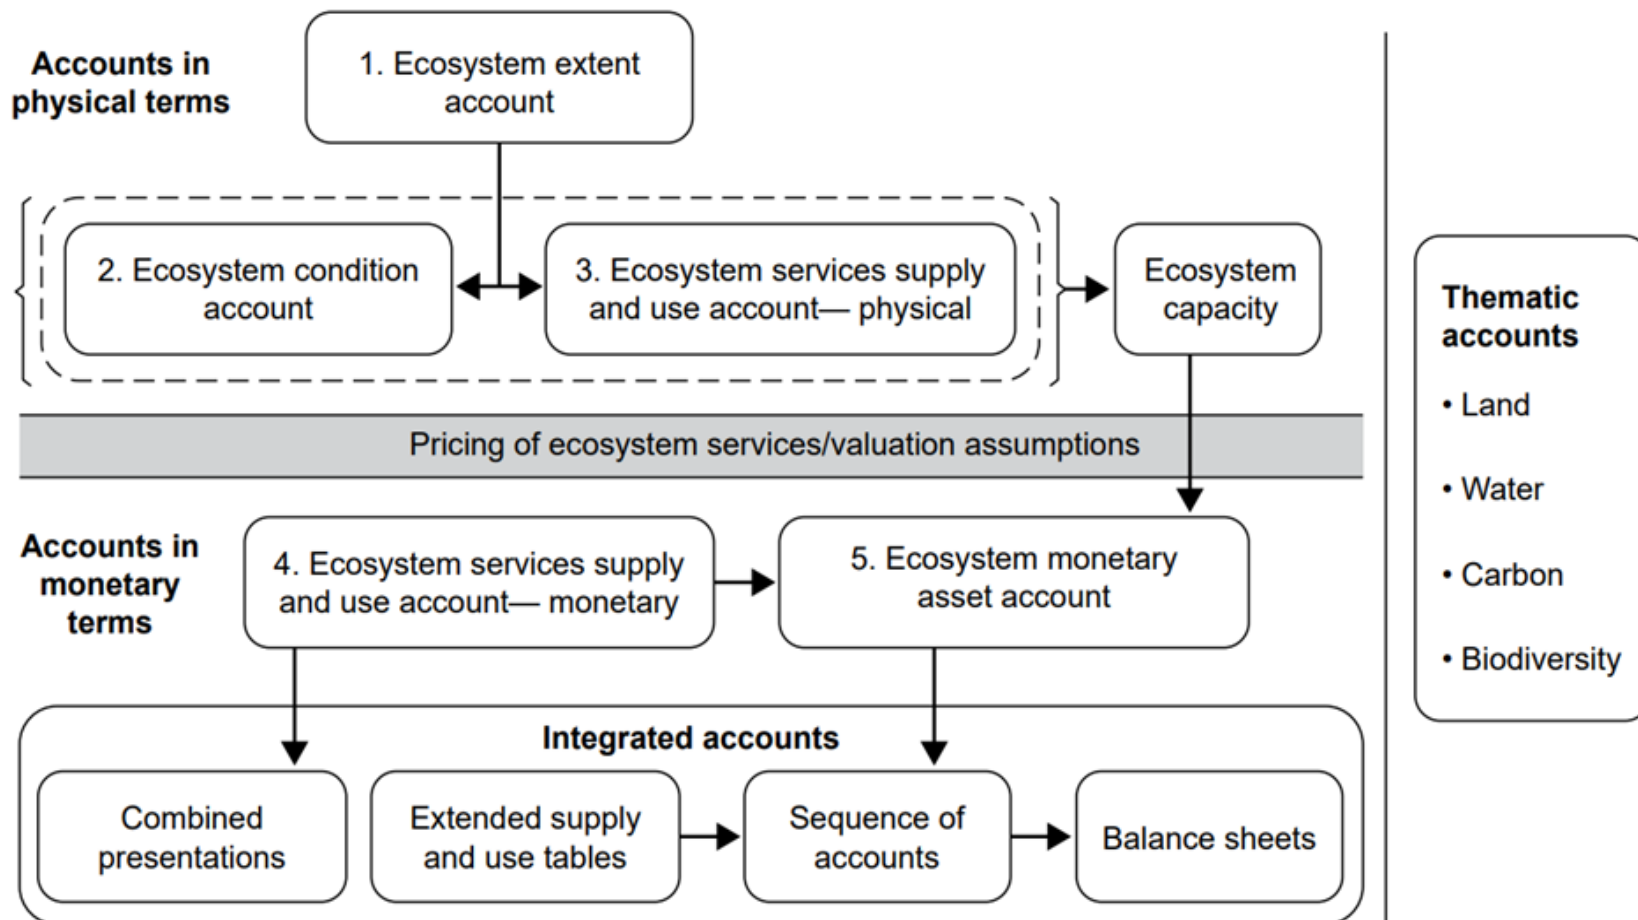 Accounts in
physical terms
1. Ecosystem extent
account
2. Ecosystem condition
account
3. Ecosystem services supply
and use account— physical
Ecosystem
capacity
Pricing of ecosystem services/valuation assumptions
Accounts in
monetary
terms
4. Ecosystem services supply
and use account— monetary
5. Ecosystem monetary
asset account
Integrated accounts
Combined
presentations
Extended supply
and use tables
Sequence of
accounts
Balance sheets
Thematic
accounts
• Land
• Water
• Carbon
• Biodiversity